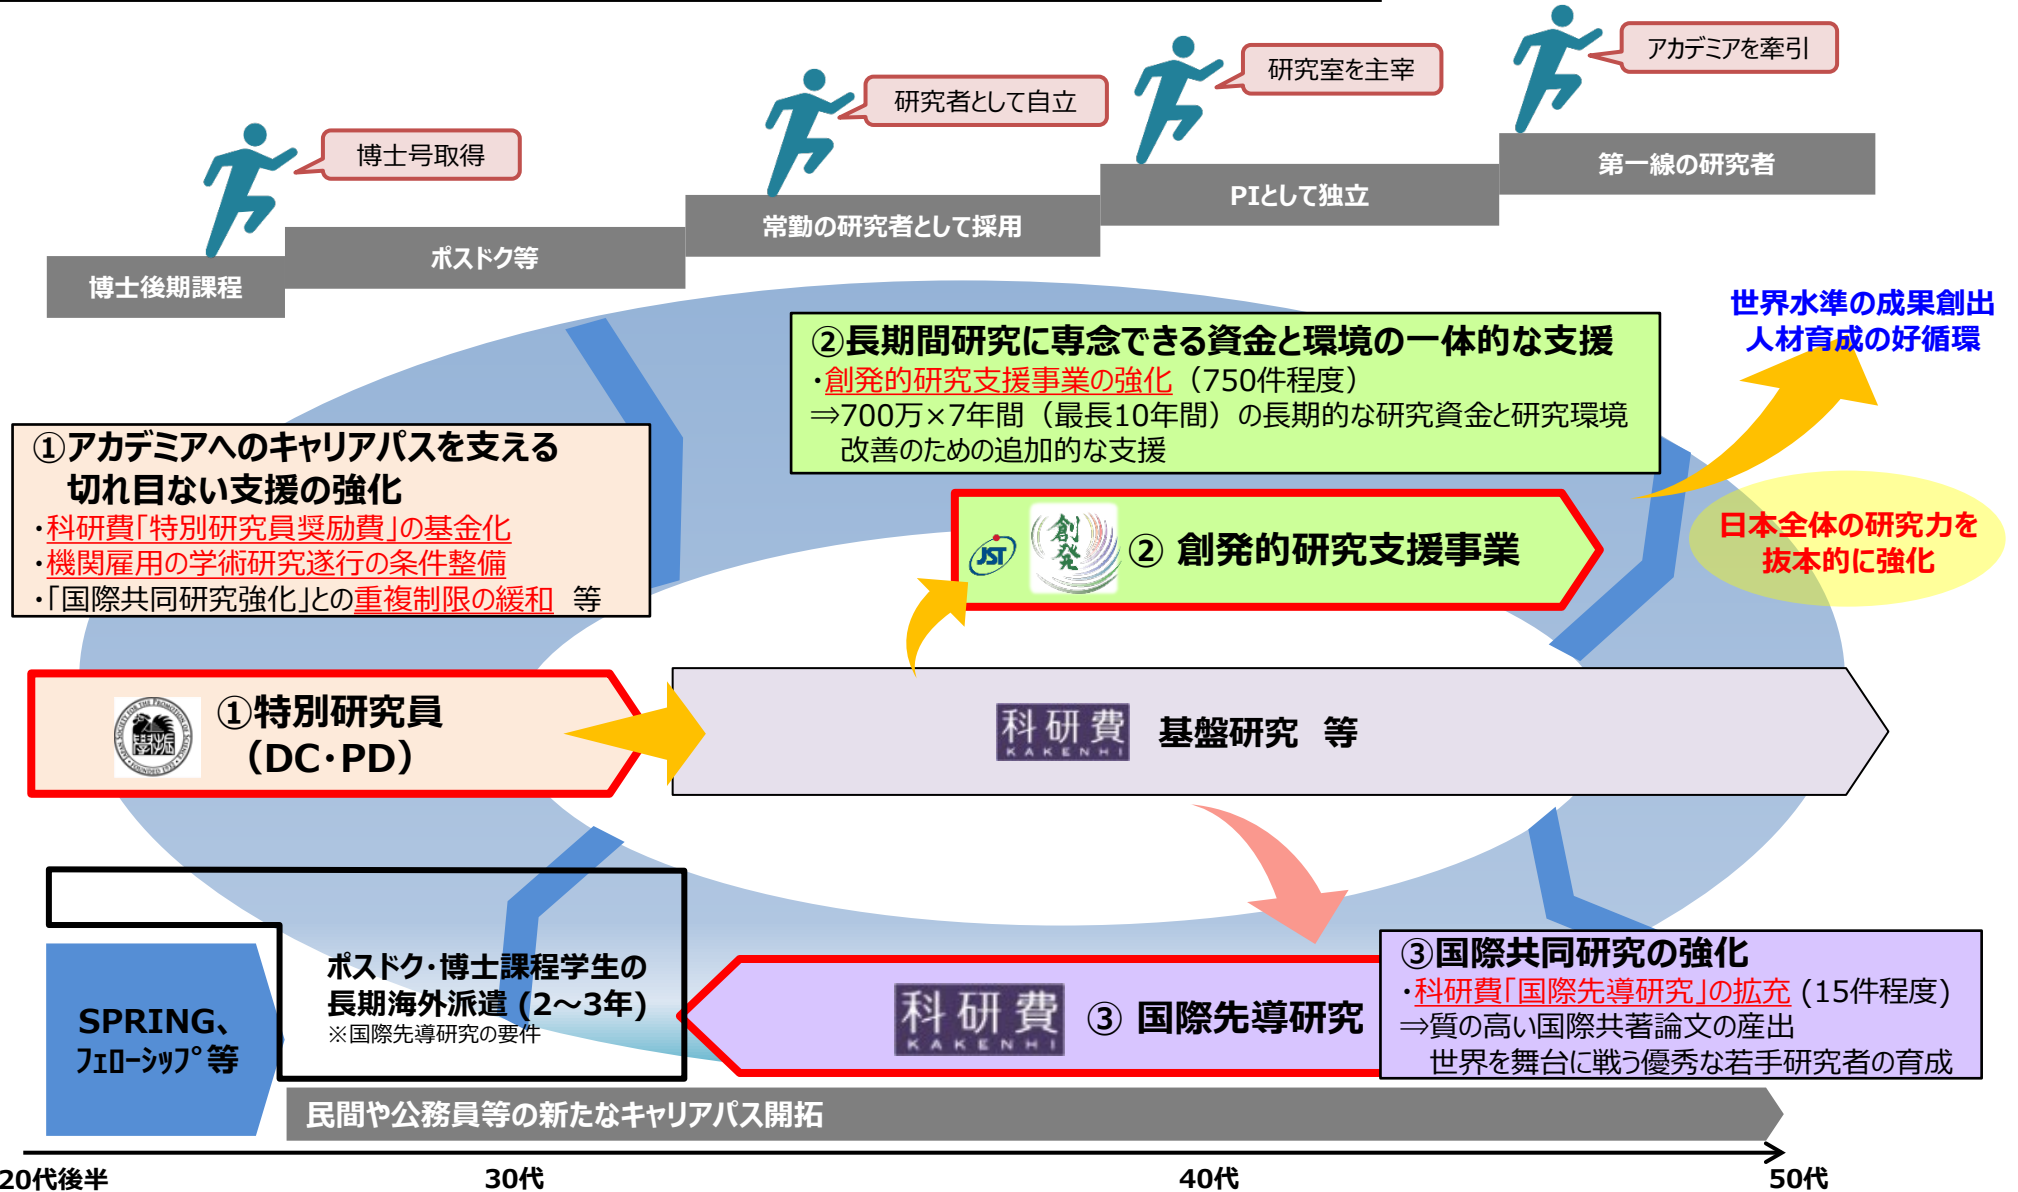 アカデミアを牽引
研究室を主宰
研究者として自立
博士号取得
第一線の研究者
PIとして独立
常勤の研究者として採用
ポスドク等
博士後期課程
世界水準の成果創出
人材育成の好循環
②長期間研究に専念できる資金と環境の一体的な支援
・創発的研究支援事業の強化（750件程度）
⇒700万×7年間（最長10年間）の長期的な研究資金と研究環境
改善のための追加的な支援
①アカデミアへのキャリアパスを支える
切れ目ない支援の強化
・科研費「特別研究員奨励費」の基金化
・機関雇用の学術研究遂行の条件整備
・「国際共同研究強化」との重複制限の緩和　等
JST 創発 ② 創発的研究支援事業
日本全体の研究力を
抜本的に強化
①特別研究員
（DC・PD）
科研費 KAKENHI 基盤研究　等
ポスドク・博士課程学生の
長期海外派遣 (2～3年)
※国際先導研究の要件
SPRING、
ﾌｪﾛｰｼｯﾌﾟ等
科研費 KAKENHI ③ 国際先導研究
③国際共同研究の強化
・科研費「国際先導研究」の拡充 (15件程度)
⇒質の高い国際共著論文の産出
世界を舞台に戦う優秀な若手研究者の育成
民間や公務員等の新たなキャリアパス開拓
20代後半
30代
40代
50代